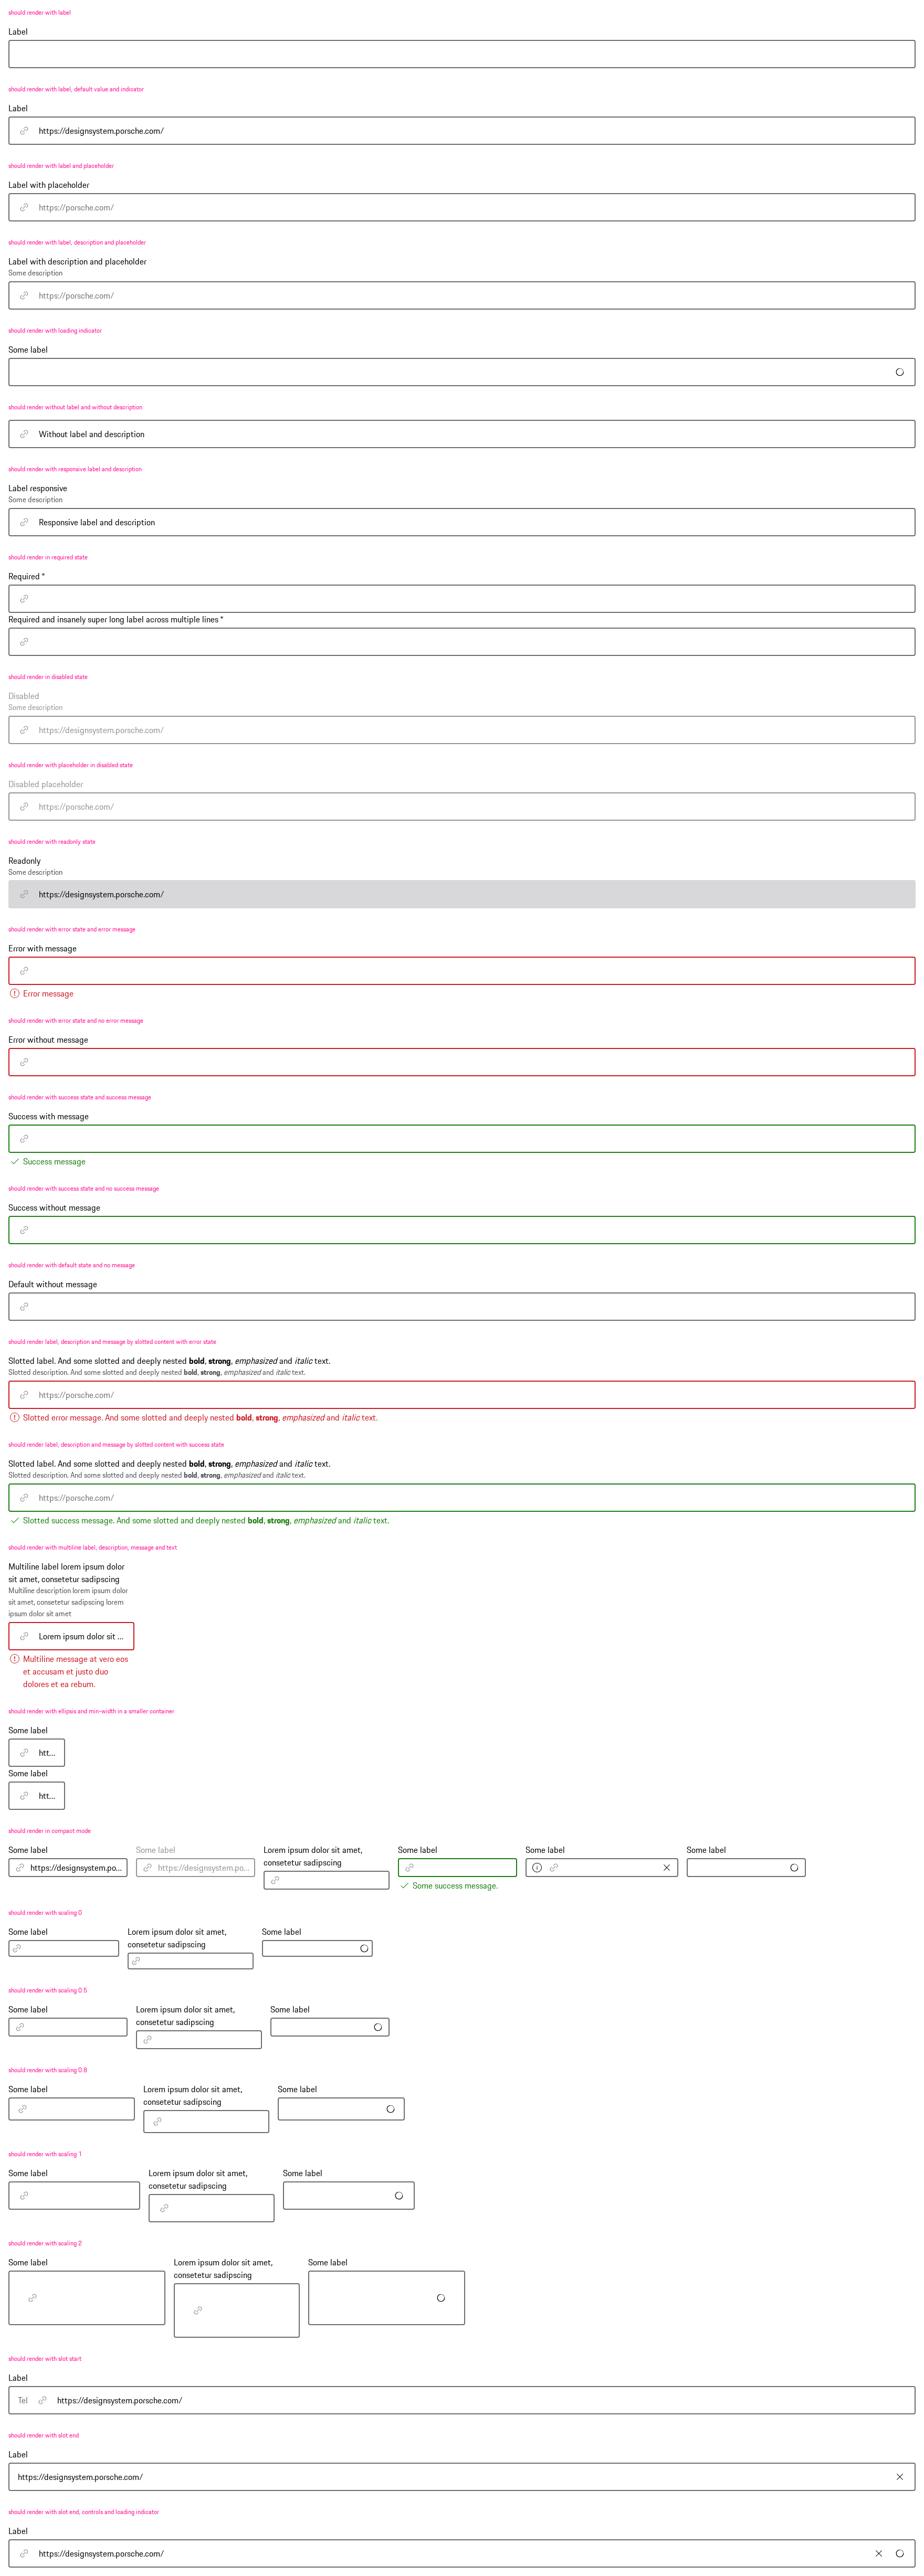 should render with label
Label
should render with label, default value and indicator
Label
https://designsystem.porsche.com/
should render with label and placeholder
Label with placeholder
https://porsche.com/
should render with label, description and placeholder
Label with description and placeholder
Some description
https://porsche.com/
should render with loading indicator
Some label
should render without label and without description
Without label and description
should render with responsive label and description
Label responsive
Some description
Responsive label and description
should render in required state
Required *
Required and insanely super long label across multiple lines *
should render in disabled state
Disabled
Some description
https://designsystem.porsche.com/
should render with placeholder in disabled state
Disabled placeholder
https://porsche.com/
should render with readonly state
Readonly
Some description
https://designsystem.porsche.com/
should render with error state and error message
Error with message
Error message
should render with error state and no error message
Error without message
should render with success state and success message
Success with message
Success message
should render with success state and no success message
Success without message
should render with default state and no message
Default without message
should render label, description and message by slotted content with error state
Slotted label. And some slotted and deeply nested bold, strong, emphasized and italic text.
Slotted description. And some slotted and deeply nested bold, strong, emphasized and italic text.
https://porsche.com/
Slotted error message. And some slotted and deeply nested bold, strong, emphasized and italic text.
should render label, description and message by slotted content with success state
Slotted label. And some slotted and deeply nested bold, strong, emphasized and italic text.
Slotted description. And some slotted and deeply nested bold, strong, emphasized and italic text.
https://porsche.com/
Slotted success message. And some slotted and deeply nested bold, strong, emphasized and italic text.
should render with multiline label, description, message and text
Multiline label lorem ipsum dolor
sit amet, consetetur sadipscing
Multiline description lorem ipsum dolor
sit amet, consetetur sadipscing lorem
ipsum dolor sit amet
Lorem ipsum dolor sit ...
Multiline message at vero eos
et accusam et justo duo
dolores et ea rebum.
should render with ellipsis and min-width in a smaller container
Some label
htt...
Some label
htt...
should render in compact mode
Some label
https://designsystem.po...
Some label
https://designsystem.po...
Lorem ipsum dolor sit amet,
consetetur sadipscing
Some label
Some success message.
Some label
Some label
should render with scaling 0
Some label
Lorem ipsum dolor sit amet,
consetetur sadipscing
Some label
should render with scaling 0.5
Some label
Lorem ipsum dolor sit amet,
consetetur sadipscing
Some label
should render with scaling 0.8
Some label
Lorem ipsum dolor sit amet,
consetetur sadipscing
Some label
should render with scaling 1
Some label
Lorem ipsum dolor sit amet,
consetetur sadipscing
Some label
should render with scaling 2
Some label
Lorem ipsum dolor sit amet,
consetetur sadipscing
Some label
should render with slot start
Label
Tel https://designsystem.porsche.com/
should render with slot end
Label
https://designsystem.porsche.com/
should render with slot end, controls and loading indicator
Label
https://designsystem.porsche.com/